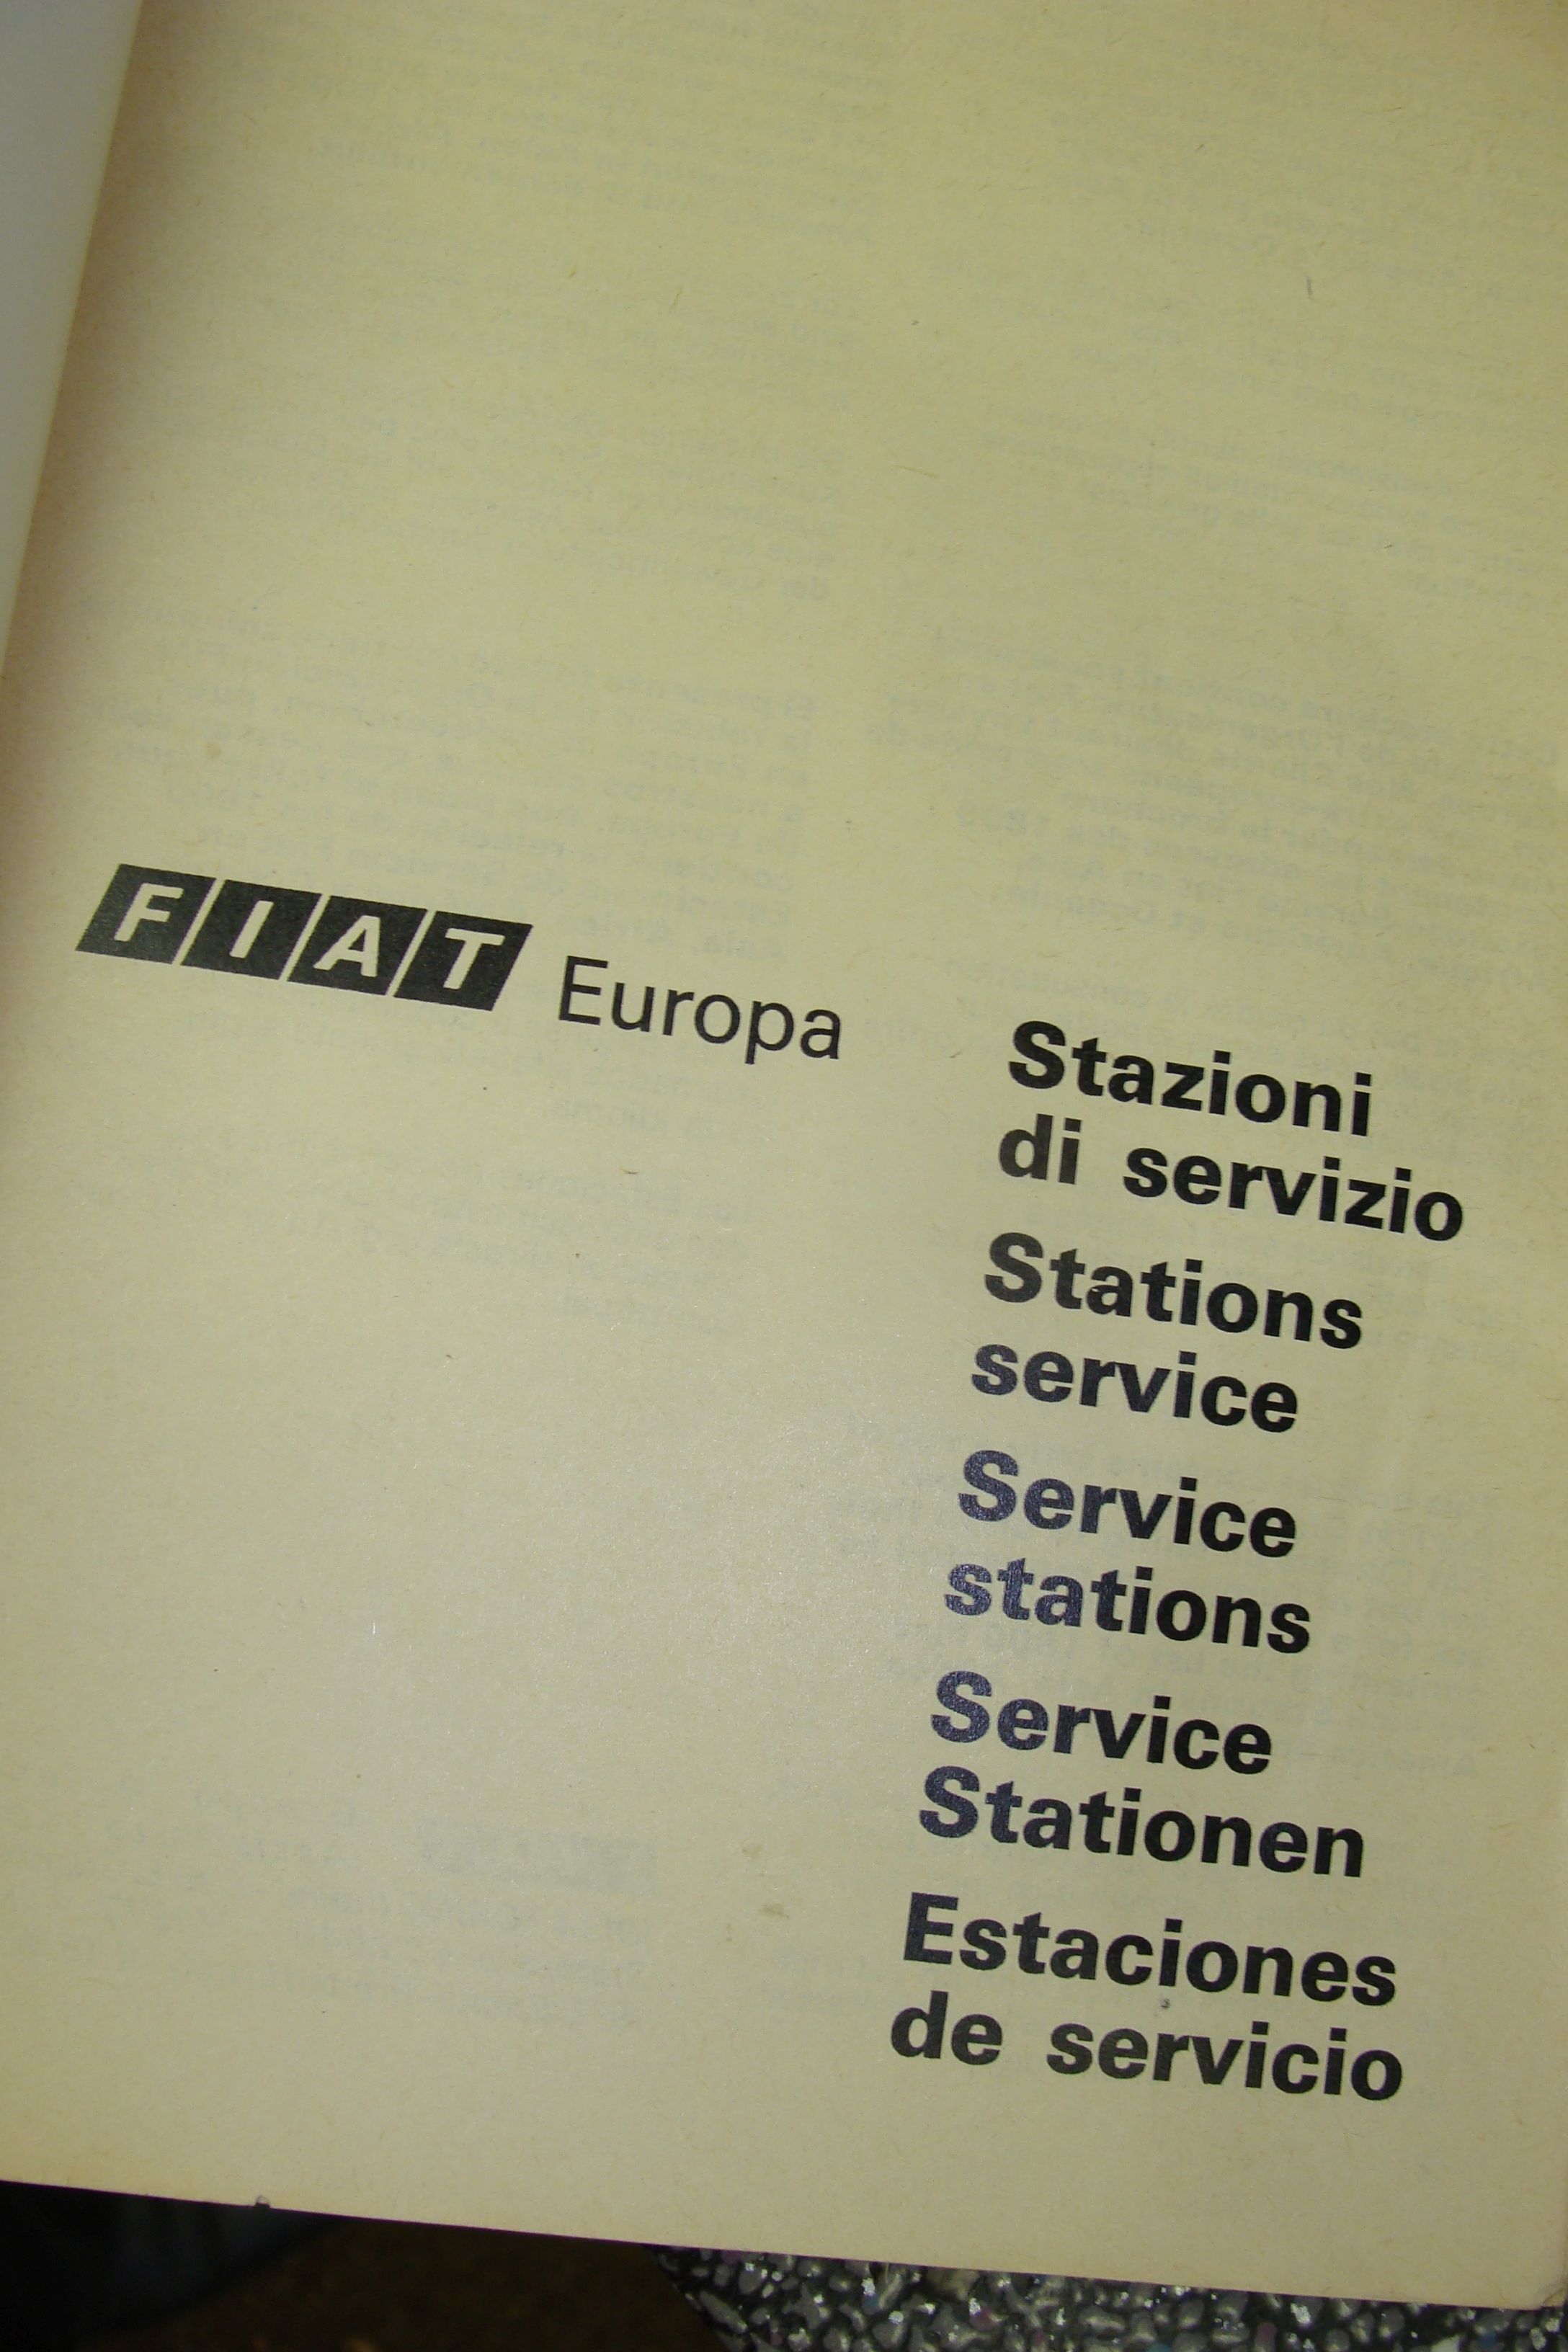 FIAT Europa
Stazioni
di servizio
Stations
service
Service
stations
Service
Stationen
Estaciones
de servicio